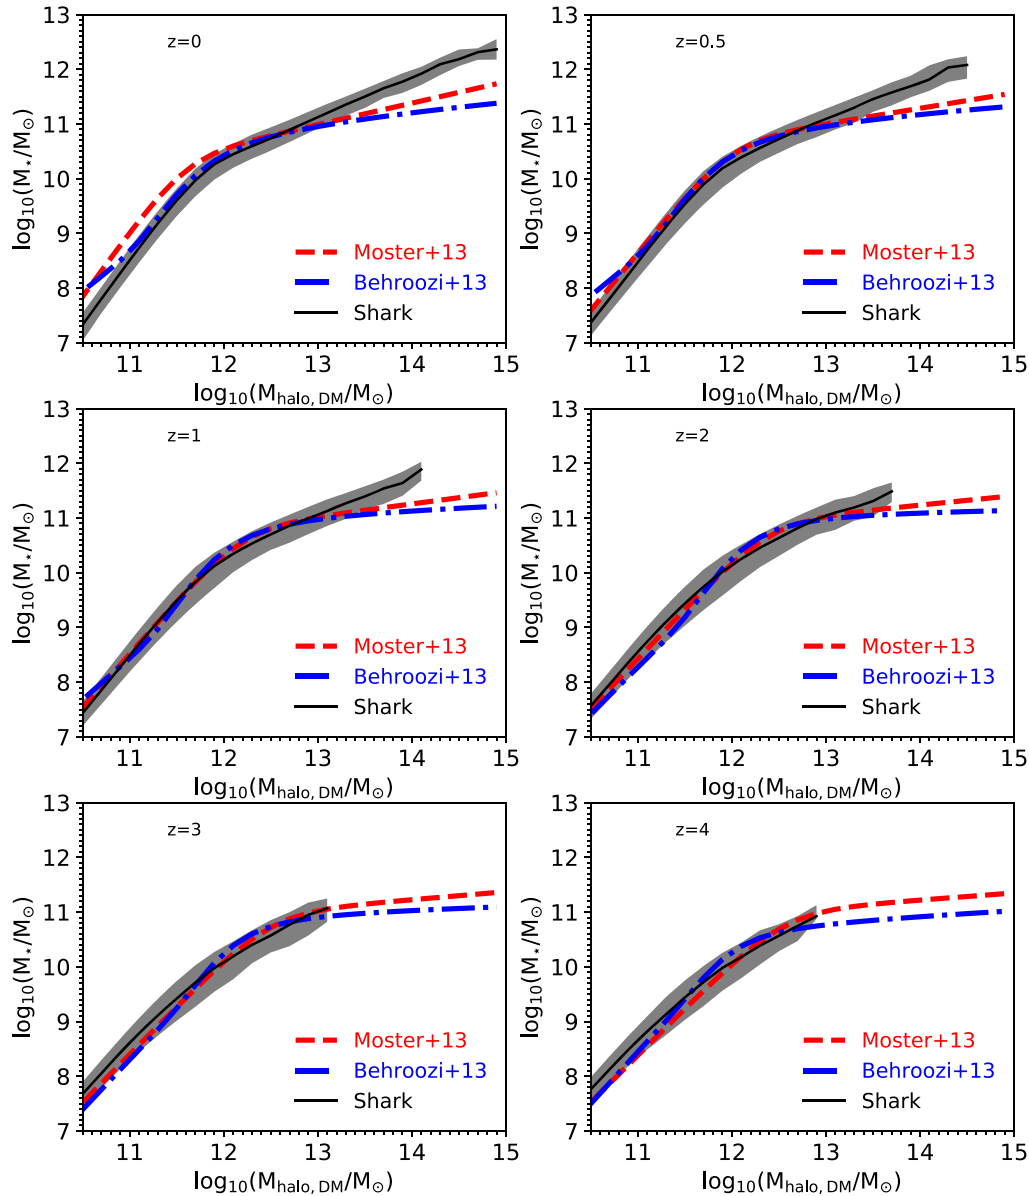 13
12
11
10
9
8
7
z=0
Moster+13
Behroozi+13
Shark
11 12 13 14 15
log₁₀(M⋆/M⊙)
log₁₀(Mhalo, DM/M⊙)
13
12
11
10
9
8
7
z=0.5
Moster+13
Behroozi+13
Shark
11 12 13 14 15
log₁₀(M⋆/M⊙)
log₁₀(Mhalo, DM/M⊙)
13
12
11
10
9
8
7
z=1
Moster+13
Behroozi+13
Shark
11 12 13 14 15
log₁₀(M⋆/M⊙)
log₁₀(Mhalo, DM/M⊙)
13
12
11
10
9
8
7
z=2
Moster+13
Behroozi+13
Shark
11 12 13 14 15
log₁₀(M⋆/M⊙)
log₁₀(Mhalo, DM/M⊙)
13
12
11
10
9
8
7
z=3
Moster+13
Behroozi+13
Shark
11 12 13 14 15
log₁₀(M⋆/M⊙)
log₁₀(Mhalo, DM/M⊙)
13
12
11
10
9
8
7
z=4
Moster+13
Behroozi+13
Shark
11 12 13 14 15
log₁₀(M⋆/M⊙)
log₁₀(Mhalo, DM/M⊙)